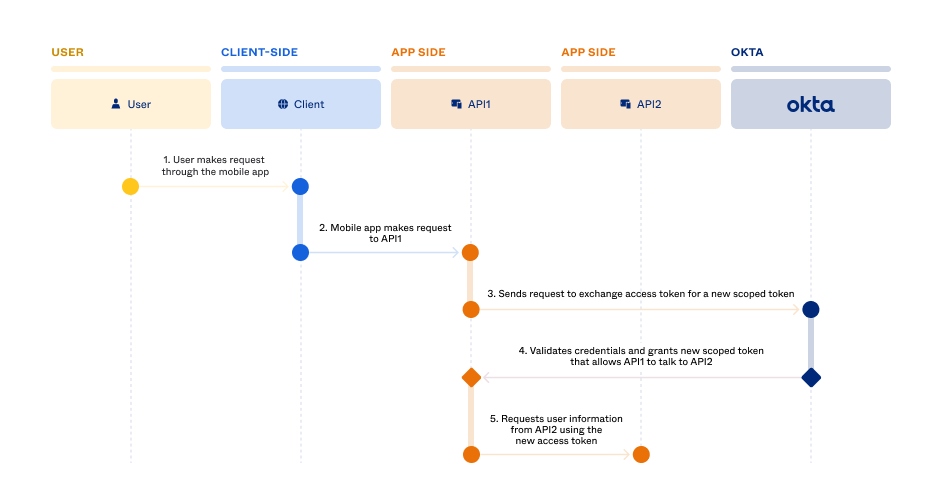 USER
CLIENT-SIDE
APP SIDE
APP SIDE
OKTA
User
Client
API1
API2
okta
1. User makes request
through the mobile app
2. Mobile app makes request
to API1
3. Sends request to exchange access token for a new scoped token
4. Validates credentials and grants new scoped token
that allows API1 to talk to API2
5. Requests user information
from API2 using the
new access token